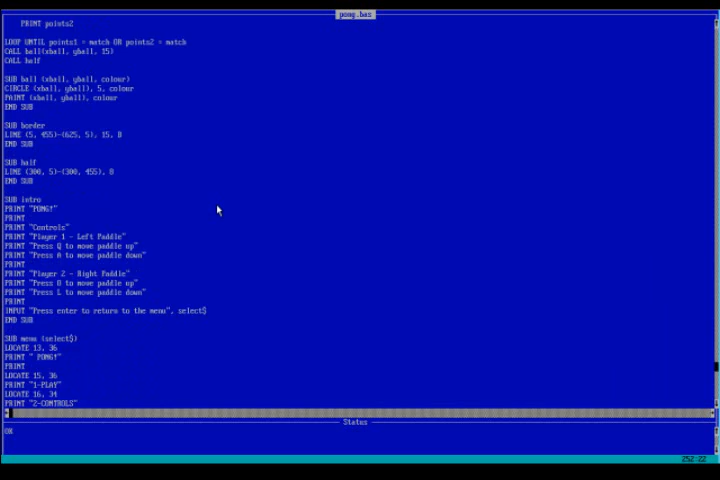 pong.bas
PRINT points2
LOOP UNTIL points1 = match OR points2 = match
CALL ball(xball, yball, 15)
CALL half
SUB ball (xball, yball, colour)
CIRCLE (xball, yball), 5, colour
PAINT (xball, yball), colour
END SUB
SUB border
LINE (5, 455)-(625, 5), 15, B
END SUB
SUB half
LINE (300, 5)-(300, 455), 8
END SUB
SUB intro
PRINT "PONG!"
PRINT
PRINT "Controls"
PRINT "Player 1 - Left Paddle"
PRINT "Press Q to move paddle up"
PRINT "Press A to move paddle down"
PRINT
PRINT "Player 2 - Right Paddle"
PRINT "Press O to move paddle up"
PRINT "Press L to move paddle down"
PRINT
INPUT "Press enter to return to the menu", select$
END SUB
SUB menu (select$)
LOCATE 13, 36
PRINT " PONG!"
PRINT
LOCATE 15, 36
PRINT "1-PLAY"
LOCATE 16, 34
PRINT "2-CONTROLS"
Status
OK
252:22